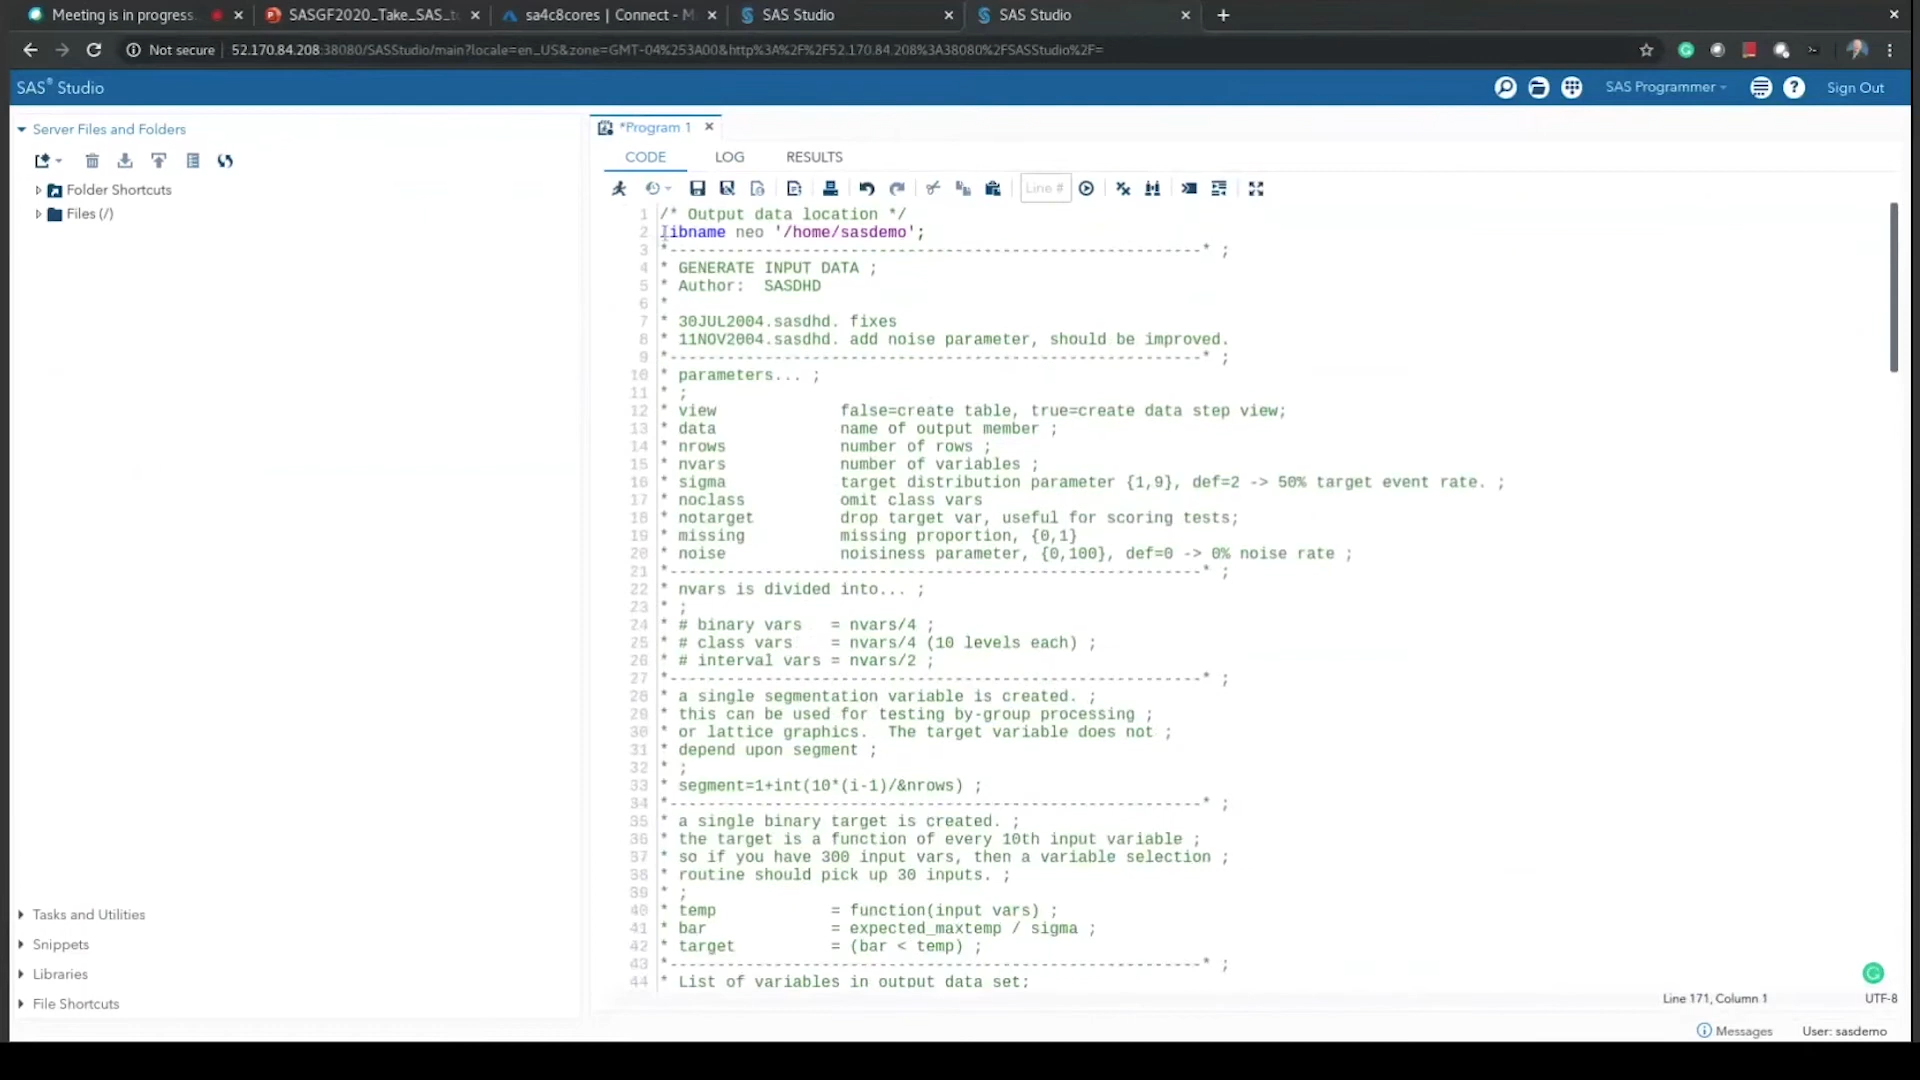 Meeting is in progress.
SASGF2020_Take_SAS_t
sa4c8cores | Connect - M
SAS Studio
SAS Studio
Not secure 52.170.84.208:38080/SASStudio/main?locale=en_US&zone=GMT-04%253A00&http%3A%2F%2F52.170.84.208%3A38080%2FSASStudio%2F=
SAS® Studio
SAS Programmer
Sign Out
Server Files and Folders
Folder Shortcuts
Files (/)
Tasks and Utilities
Snippets
Libraries
File Shortcuts
*Program 1
CODE LOG RESULTS
Line #
1 /* Output data location */
2 libname neo '/home/sasdemo';
3 *--------------------------------------------------------* ;
4 * GENERATE INPUT DATA ;
5 * Author: SASDHD
6 *
7 * 30JUL2004.sasdhd. fixes
8 * 11NOV2004.sasdhd. add noise parameter, should be improved.
9 *--------------------------------------------------------* ;
10 * parameters... ;
11 * ;
12 * view false=create table, true=create data step view;
13 * data name of output member ;
14 * nrows number of rows ;
15 * nvars number of variables ;
16 * sigma target distribution parameter {1,9}, def=2 -> 50% target event rate. ;
17 * noclass omit class vars
18 * notarget drop target var, useful for scoring tests;
19 * missing missing proportion, {0,1}
20 * noise noisiness parameter, {0,100}, def=0 -> 0% noise rate ;
21 *--------------------------------------------------------* ;
22 * nvars is divided into... ;
23 * ;
24 * # binary vars = nvars/4 ;
25 * # class vars = nvars/4 (10 levels each) ;
26 * # interval vars = nvars/2 ;
27 *--------------------------------------------------------* ;
28 * a single segmentation variable is created. ;
29 * this can be used for testing by-group processing ;
30 * or lattice graphics. The target variable does not ;
31 * depend upon segment ;
32 * ;
33 * segment=1+int(10*(i-1)/&nrows) ;
34 *--------------------------------------------------------* ;
35 * a single binary target is created. ;
36 * the target is a function of every 10th input variable ;
37 * so if you have 300 input vars, then a variable selection ;
38 * routine should pick up 30 inputs. ;
39 * ;
40 * temp = function(input vars) ;
41 * bar = expected_maxtemp / sigma ;
42 * target = (bar < temp) ;
43 *--------------------------------------------------------* ;
44 * List of variables in output data set;
Line 171, Column 1
UTF-8
Messages
User: sasdemo